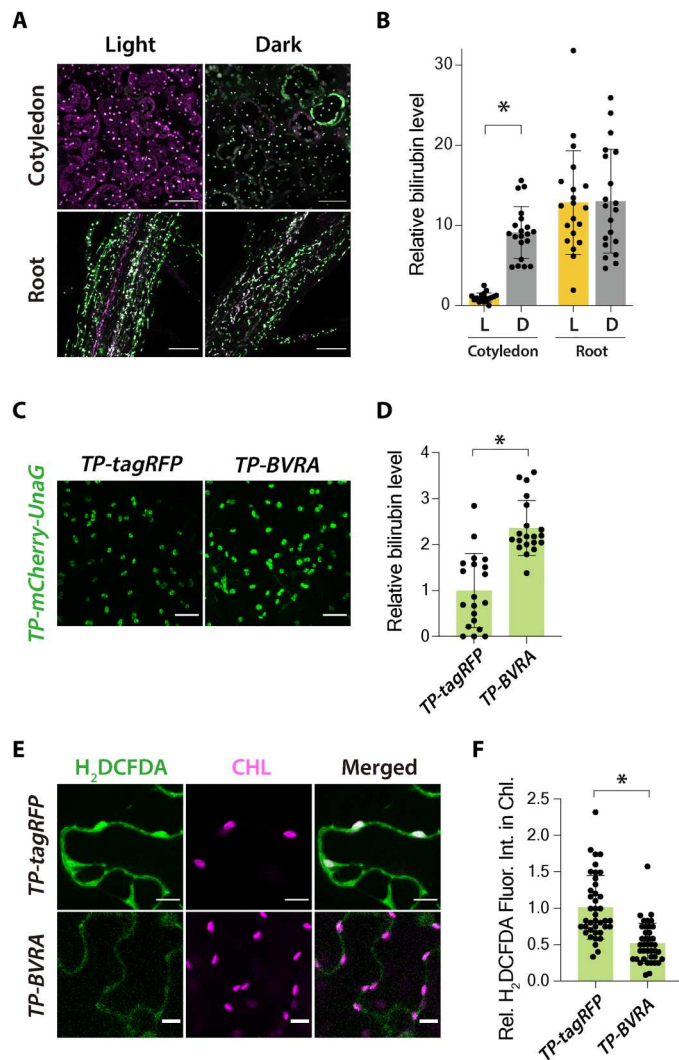 A
Light Dark
Cotyledon
Root
B
Relative bilirubin level
30
20
10
0
*
L D L D
Cotyledon Root
C
TP-tagRFP TP-BVRA
TP-mCherry-UnaG
D
Relative bilirubin level
4
3
2
1
0
*
TP-tagRFP
TP-BVRA
E
H₂DCFDA CHL Merged
TP-tagRFP
TP-BVRA
F
Rel. H₂DCFDA Fluor. Int. in Chl.
2.5
2.0
1.5
1.0
0.5
0.0
*
TP-tagRFP
TP-BVRA